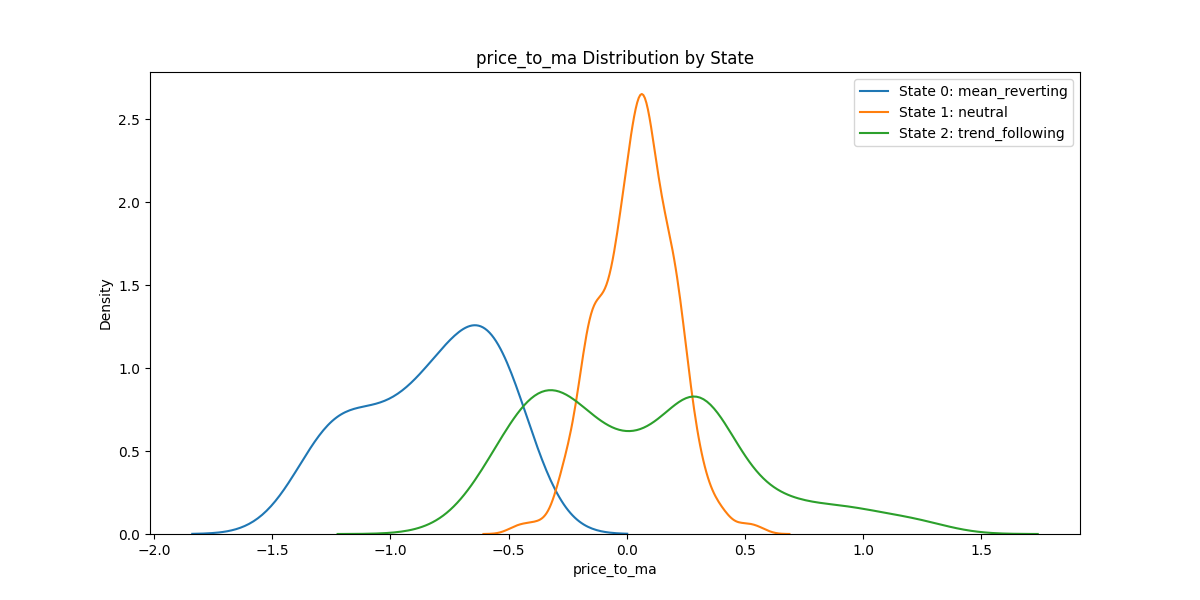 price_to_ma Distribution by State
State 0: mean_reverting
State 1: neutral
State 2: trend_following
Density
2.5
2.0
1.5
1.0
0.5
0.0
−2.0 −1.5 −1.0 −0.5 0.0 0.5 1.0 1.5
price_to_ma